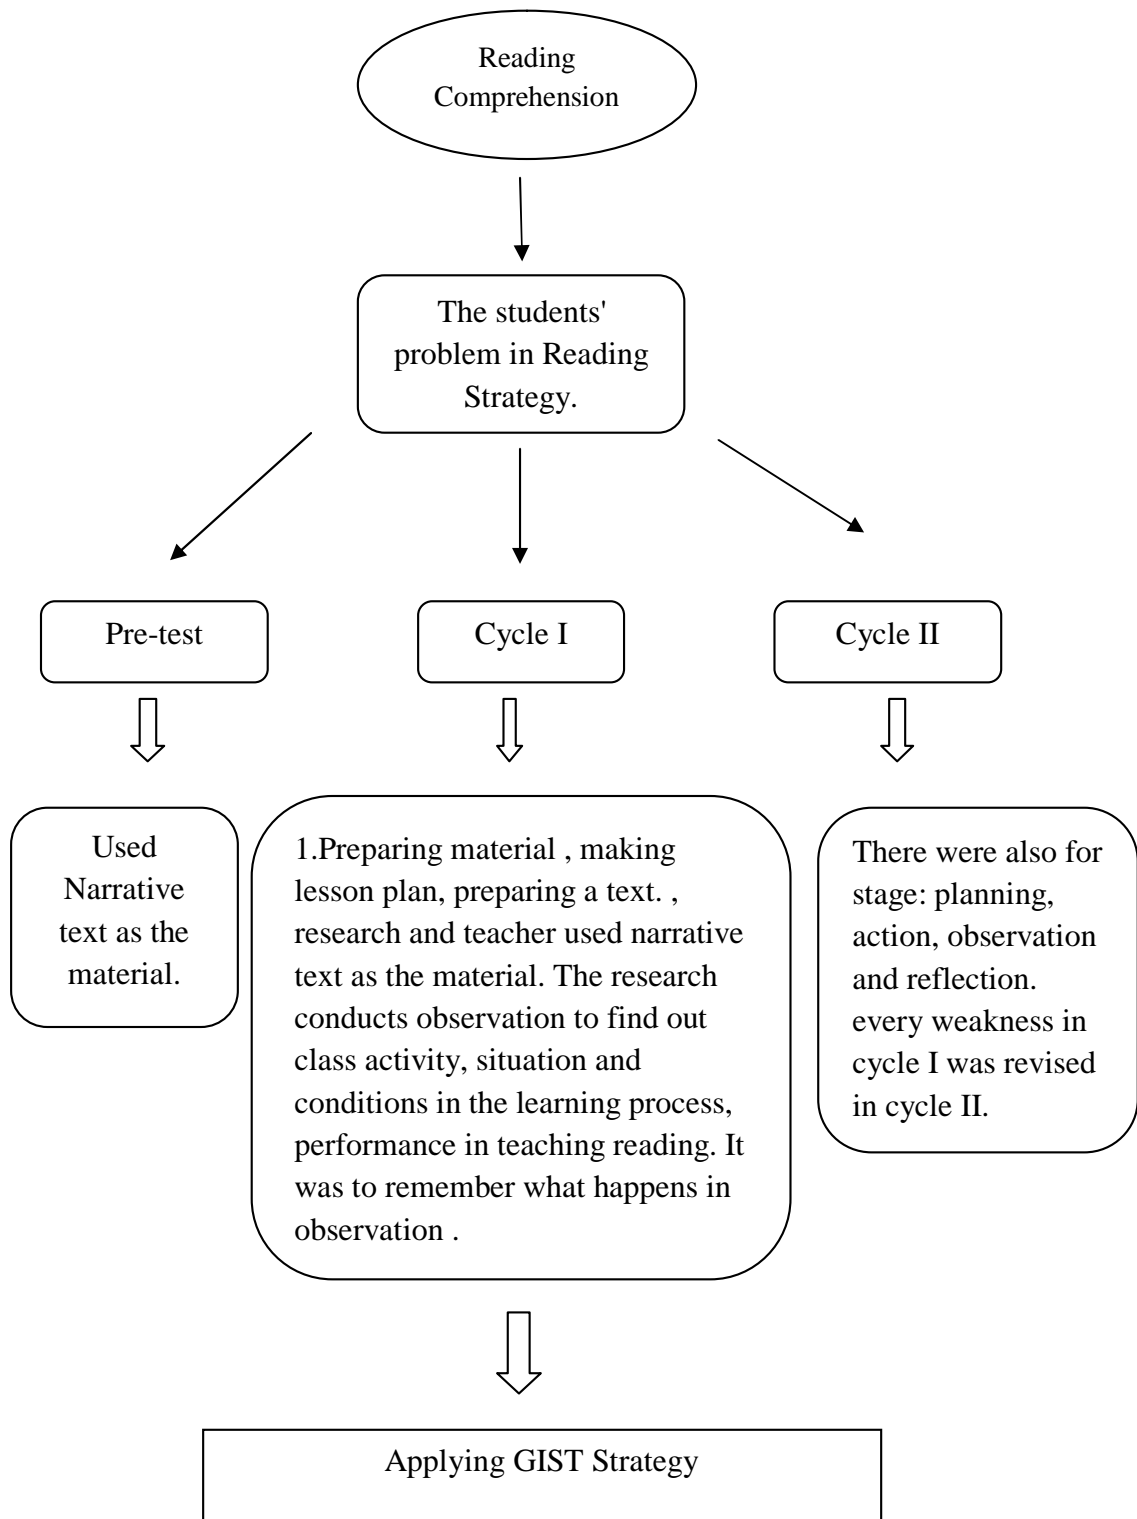 Reading
Comprehension
The students'
problem in Reading
Strategy.
Pre-test
Cycle I
Cycle II
Used
Narrative
text as the
material.
1.Preparing material , making
lesson plan, preparing a text. ,
research and teacher used narrative
text as the material. The research
conducts observation to find out
class activity, situation and
conditions in the learning process,
performance in teaching reading. It
was to remember what happens in
observation .
There were also for
stage: planning,
action, observation
and reflection.
every weakness in
cycle I was revised
in cycle II.
Applying GIST Strategy